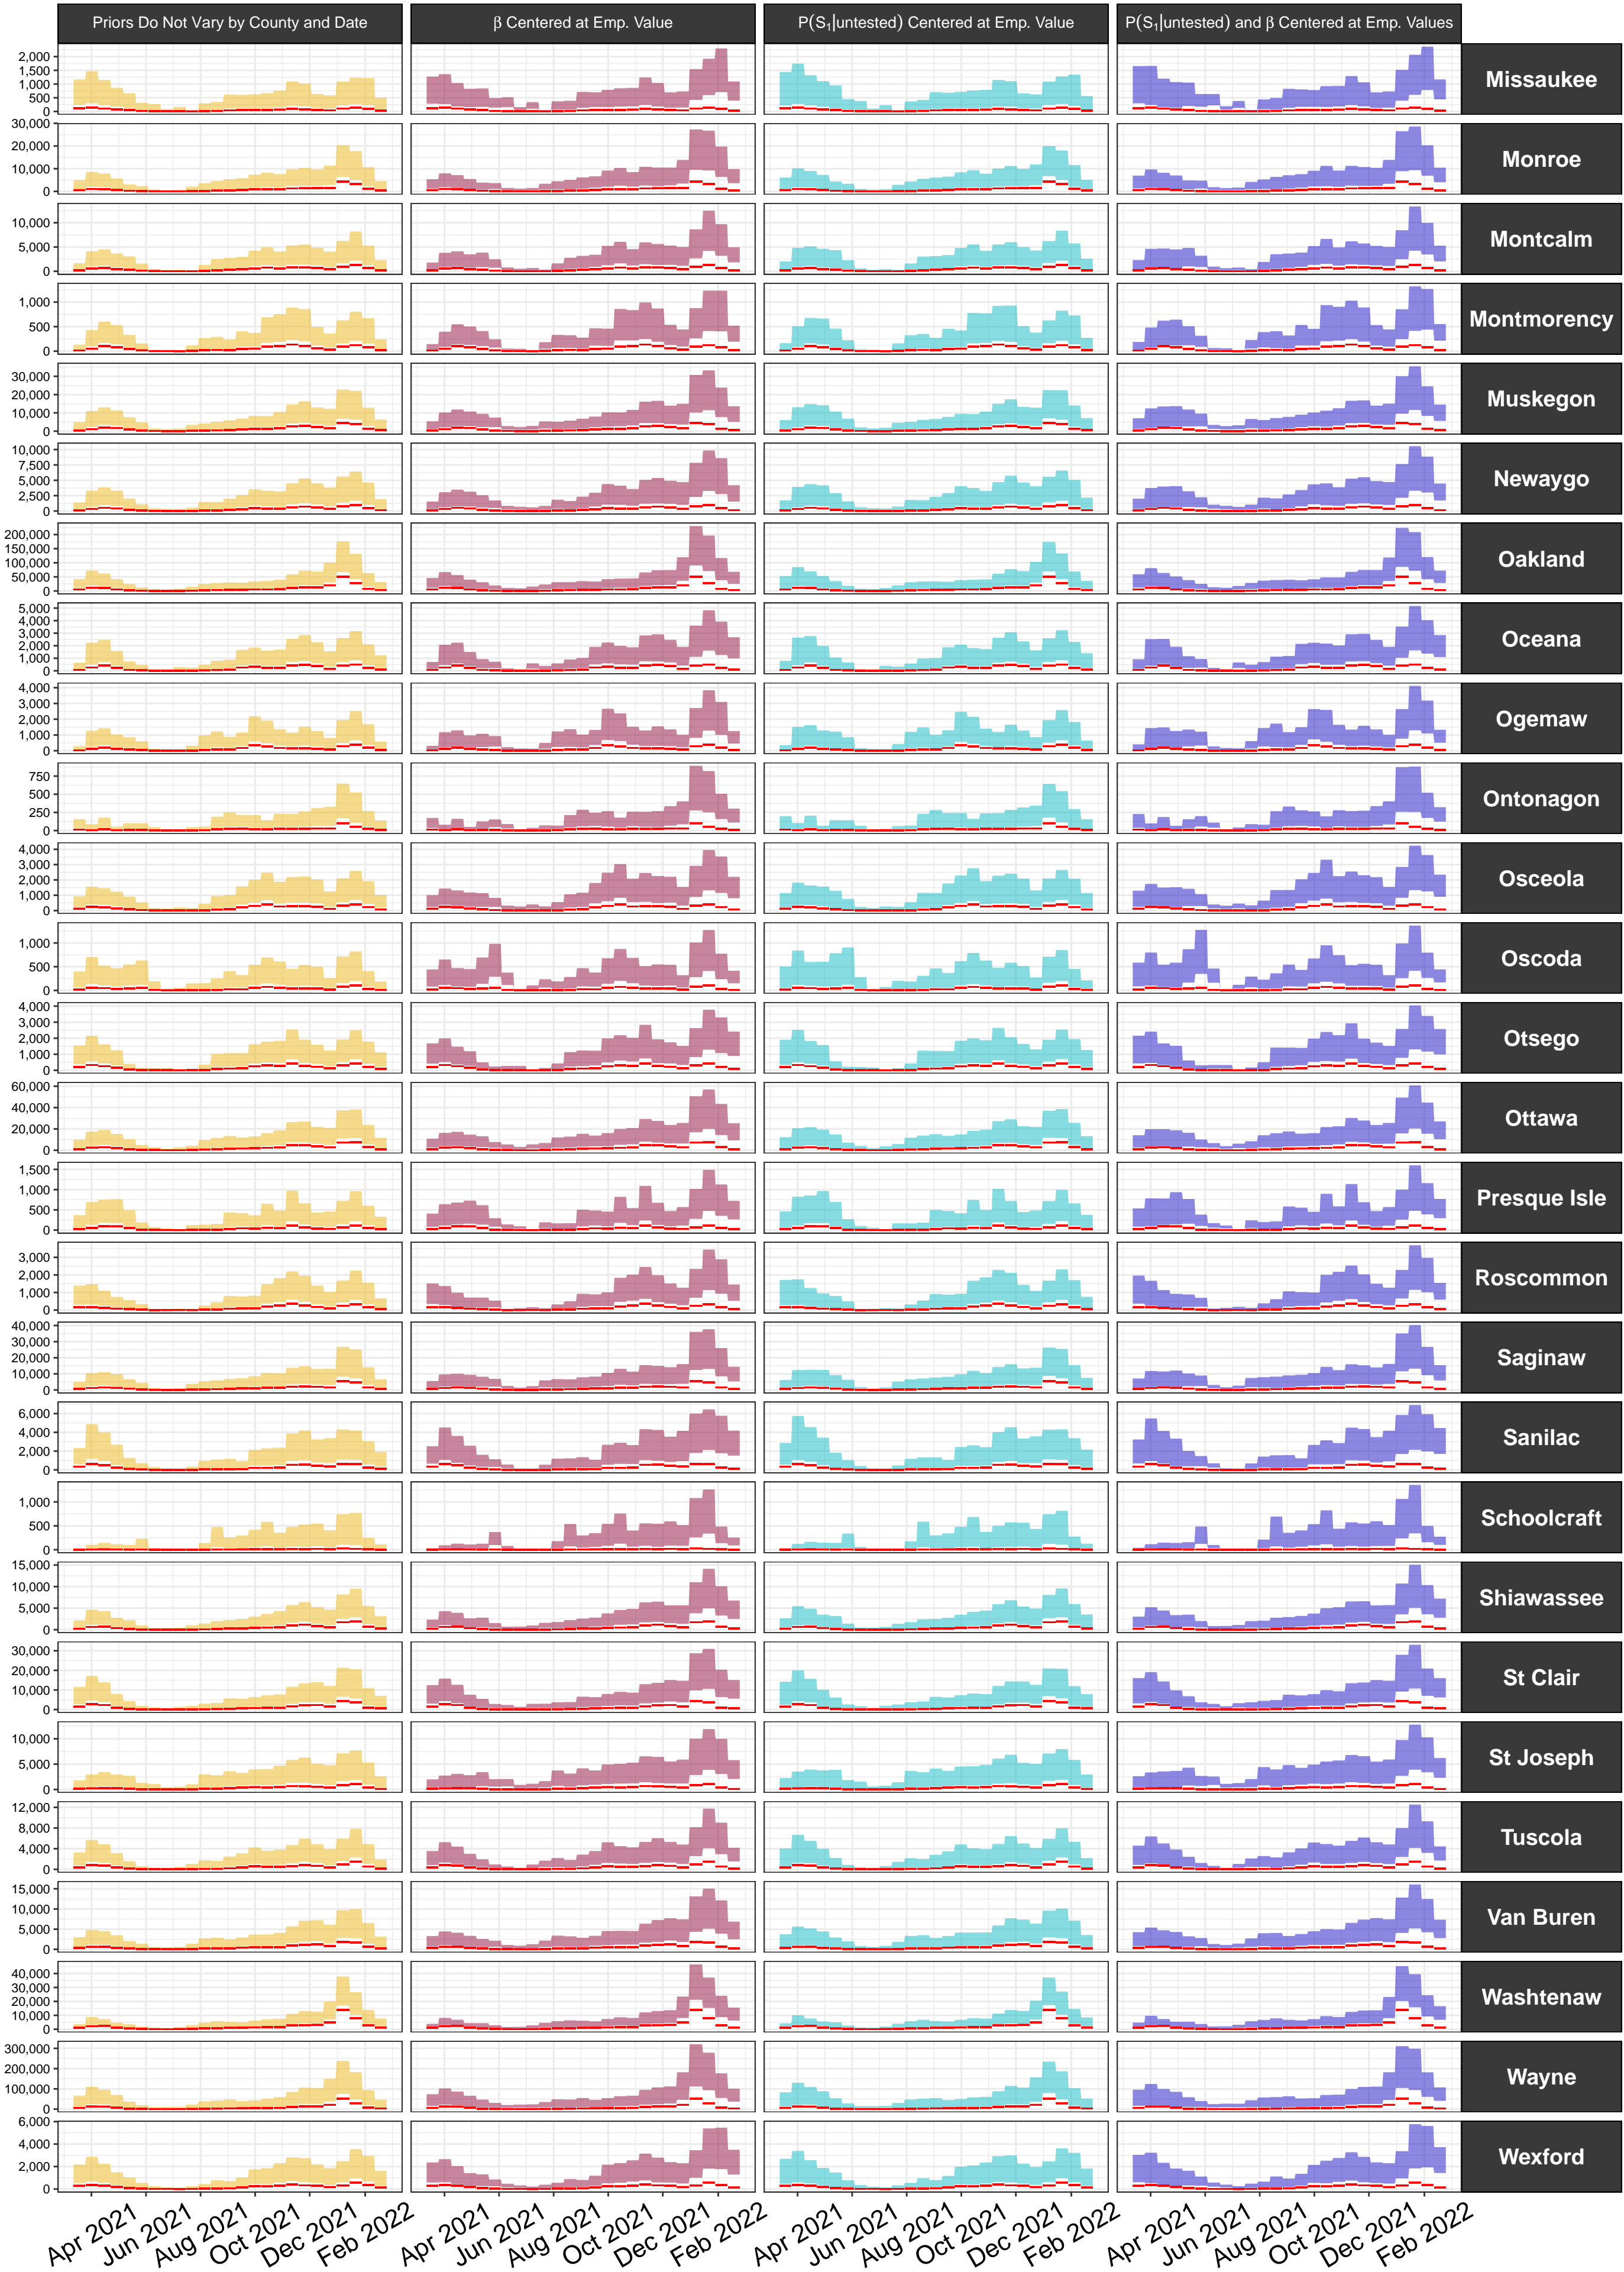 Priors Do Not Vary by County and Date
β Centered at Emp. Value
P(S₁|untested) Centered at Emp. Value
P(S₁|untested) and β Centered at Emp. Values
2,000
1,500
1,000
500
0
Missaukee
30,000
20,000
10,000
0
Monroe
10,000
5,000
0
Montcalm
1,000
500
0
Montmorency
30,000
20,000
10,000
0
Muskegon
10,000
7,500
5,000
2,500
0
Newaygo
200,000
150,000
100,000
50,000
0
Oakland
5,000
4,000
3,000
2,000
1,000
0
Oceana
4,000
3,000
2,000
1,000
0
Ogemaw
750
500
250
0
Ontonagon
4,000
3,000
2,000
1,000
0
Osceola
1,000
500
0
Oscoda
4,000
3,000
2,000
1,000
0
Otsego
60,000
40,000
20,000
0
Ottawa
1,500
1,000
500
0
Presque Isle
3,000
2,000
1,000
0
Roscommon
40,000
30,000
20,000
10,000
0
Saginaw
6,000
4,000
2,000
0
Sanilac
1,000
500
0
Schoolcraft
15,000
10,000
5,000
0
Shiawassee
30,000
20,000
10,000
0
St Clair
10,000
5,000
0
St Joseph
12,000
8,000
4,000
0
Tuscola
15,000
10,000
5,000
0
Van Buren
40,000
30,000
20,000
10,000
0
Washtenaw
300,000
200,000
100,000
0
Wayne
6,000
4,000
2,000
0
Wexford
Apr 2021
Jun 2021
Aug 2021
Oct 2021
Dec 2021
Feb 2022
Apr 2021
Jun 2021
Aug 2021
Oct 2021
Dec 2021
Feb 2022
Apr 2021
Jun 2021
Aug 2021
Oct 2021
Dec 2021
Feb 2022
Apr 2021
Jun 2021
Aug 2021
Oct 2021
Dec 2021
Feb 2022